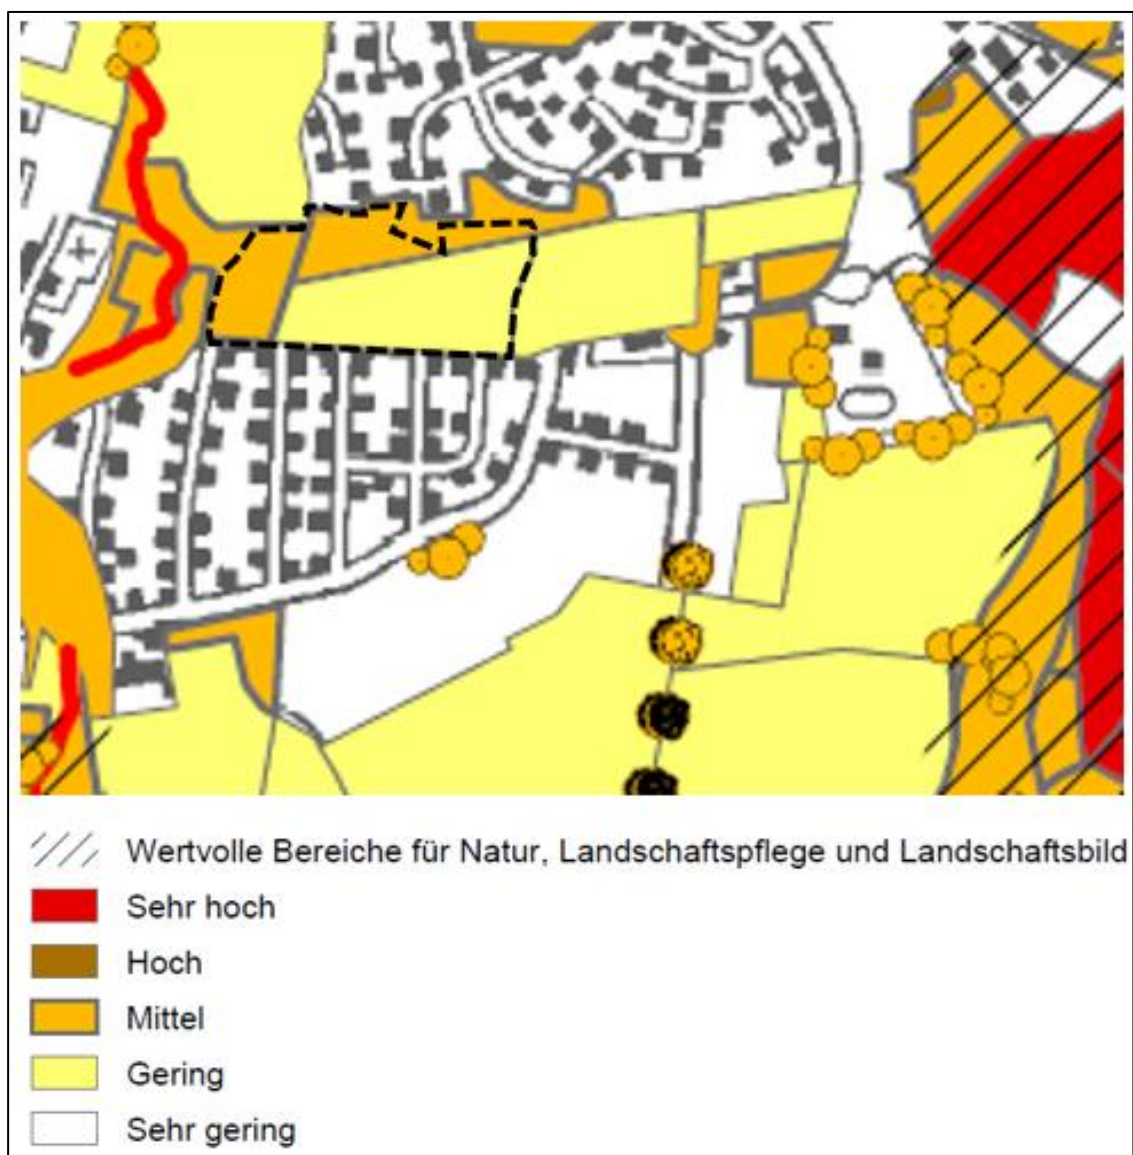 Wertvolle Bereiche für Natur, Landschaftspflege und Landschaftsbild
Sehr hoch
Hoch
Mittel
Gering
Sehr gering